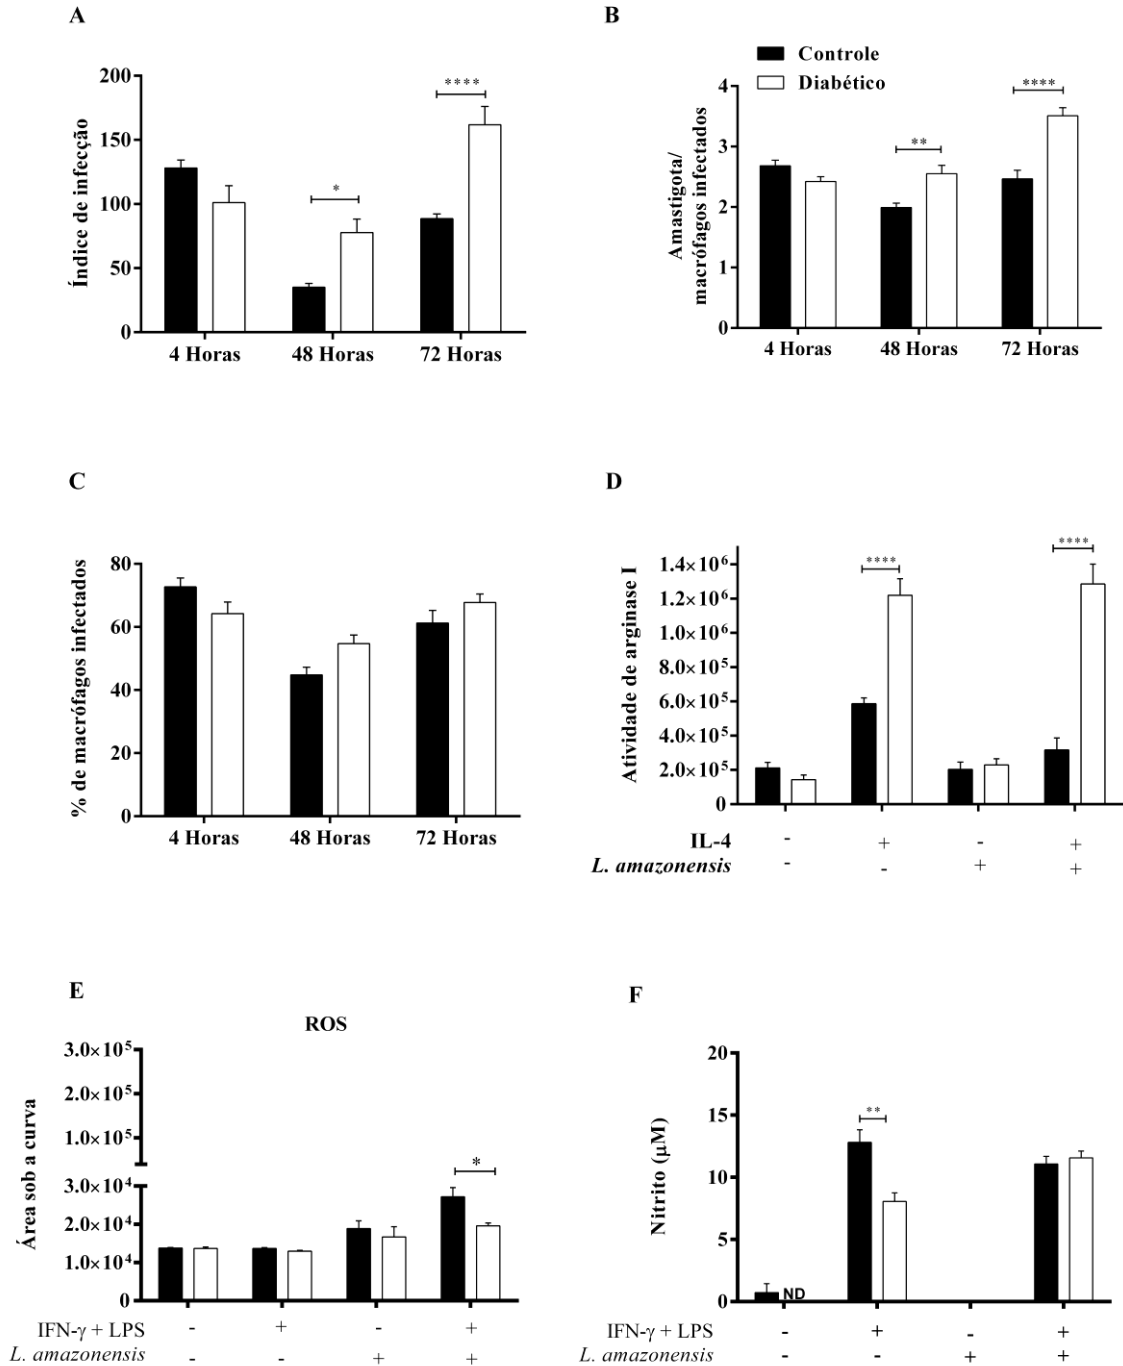 A
B
Controle
Diabético
Índice de infecção
200
150
100
50
0
****
*
4 Horas 48 Horas 72 Horas
Amastigota/
macrófagos infectados
4
3
2
1
0
**
****
4 Horas 48 Horas 72 Horas
C
D
% de macrófagos infectados
80
60
40
20
0
4 Horas 48 Horas 72 Horas
Atividade de arginase I
1.4×10⁶
1.2×10⁶
1.0×10⁶
8.0×10⁵
6.0×10⁵
4.0×10⁵
2.0×10⁵
0
****
****
IL-4 - + - +
L. amazonensis - - + +
E
F
ROS
Área sob a curva
3.0×10⁵
2.0×10⁵
1.0×10⁵
3.0×10⁴
2.0×10⁴
1.0×10⁴
0
*
IFN-γ + LPS - + - +
L. amazonensis - - + +
Nitrito (μM)
20
15
10
5
0
**
ND
IFN-γ + LPS - + - +
L. amazonensis - - + +